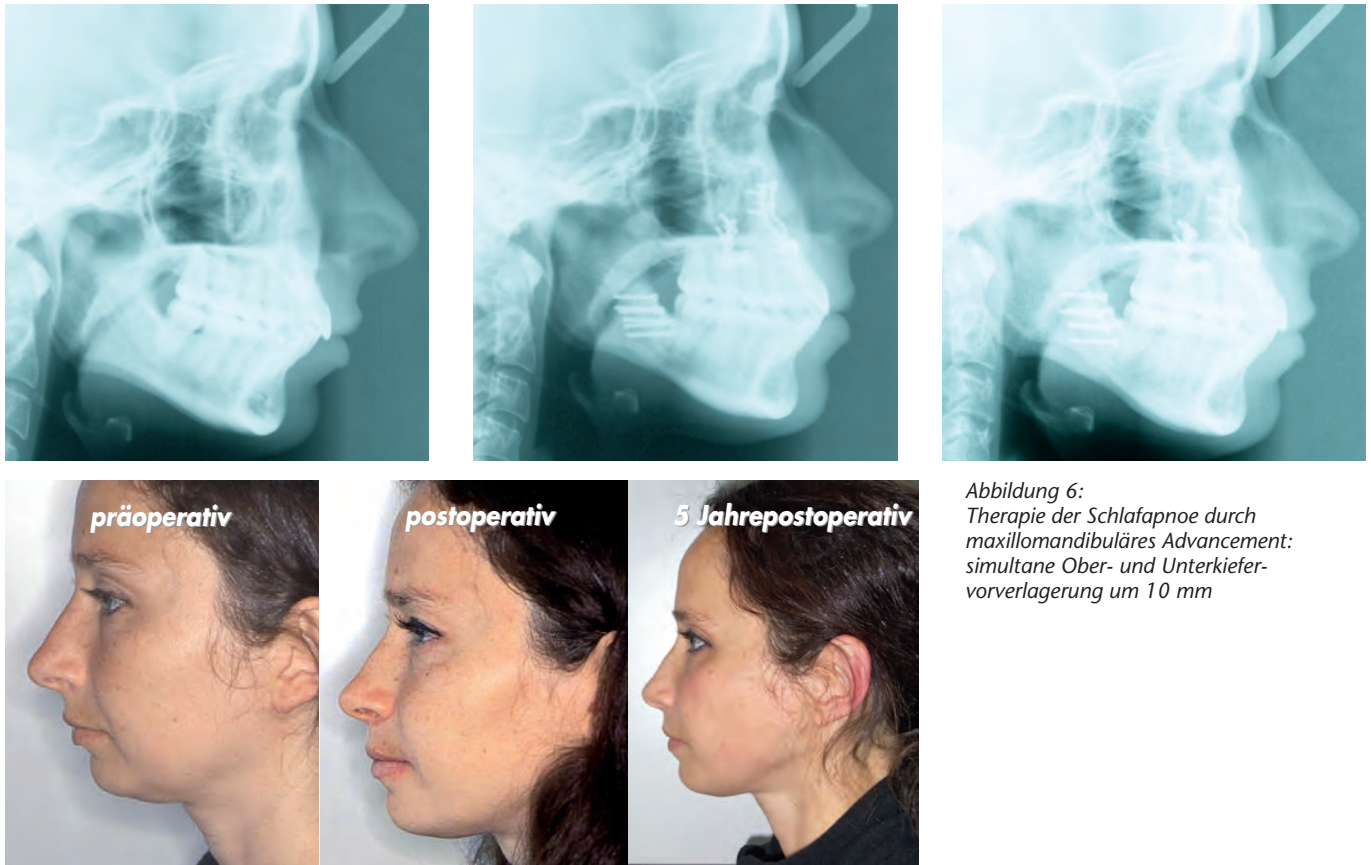 präoperativ
postoperativ
5 Jahrepostoperativ
Abbildung 6:
Therapie der Schlafapnoe durch
maxillomandibuläres Advancement:
simultane Ober- und Unterkiefer-
vorverlagerung um 10 mm